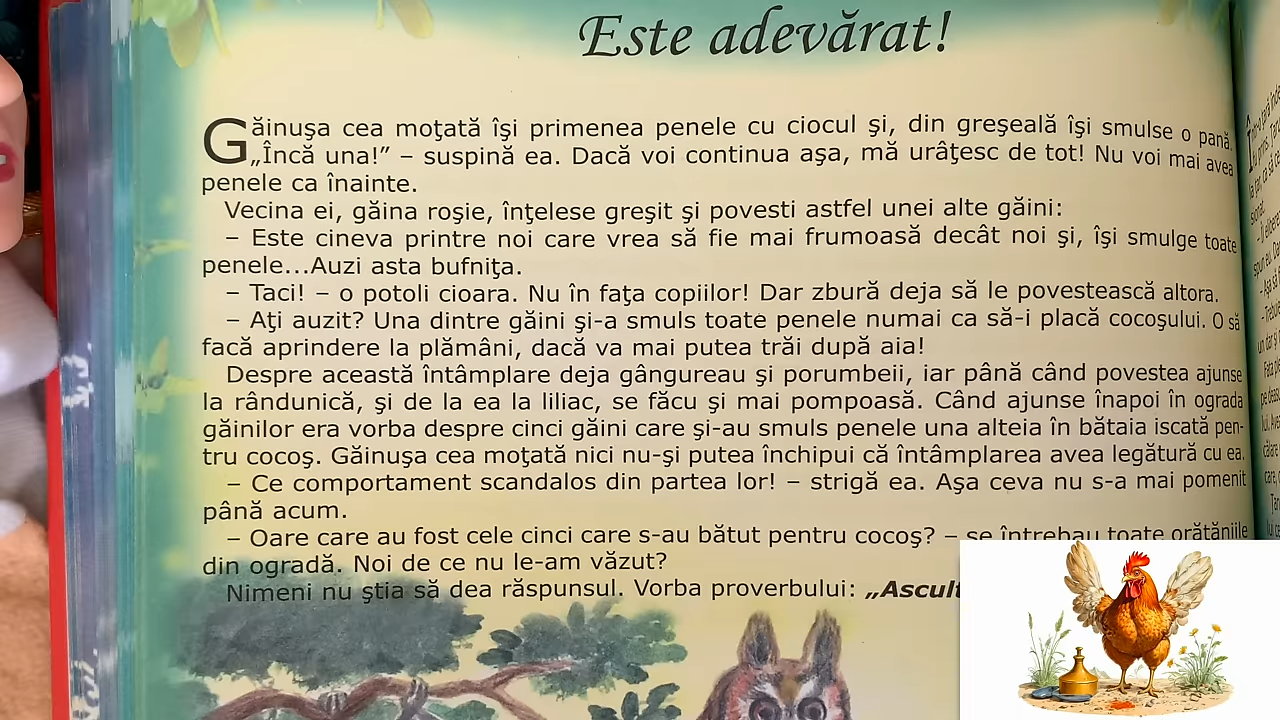 Este adevărat!
Găinuşa cea moţată îşi primenea penele cu ciocul şi, din greşeală îşi smulse o pană.
„Încă una!” – suspină ea. Dacă voi continua aşa, mă urâţesc de tot! Nu voi mai avea
penele ca înainte.
Vecina ei, găina roşie, înţelese greşit şi povesti astfel unei alte găini:
– Este cineva printre noi care vrea să fie mai frumoasă decât noi şi, îşi smulge toate
penele...Auzi asta bufniţa.
– Taci! – o potoli cioara. Nu în faţa copiilor! Dar zbură deja să le povestească altora.
– Aţi auzit? Una dintre găini şi-a smuls toate penele numai ca să-i placă cocoşului. O să
facă aprindere la plămâni, dacă va mai putea trăi după aia!
Despre această întâmplare deja gângureau şi porumbeii, iar până când povestea ajunse
la rândunică, şi de la ea la liliac, se făcu şi mai pompoasă. Când ajunse înapoi în ograda
găinilor era vorba despre cinci găini care şi-au smuls penele una alteia în bătaia iscată pen-
tru cocoş. Găinuşa cea moţată nici nu-şi putea închipui că întâmplarea avea legătură cu ea.
– Ce comportament scandalos din partea lor! – strigă ea. Aşa ceva nu s-a mai pomenit
până acum.
– Oare care au fost cele cinci care s-au bătut pentru cocoş? – se întrebau toate orătăniile
din ogradă. Noi de ce nu le-am văzut?
Nimeni nu ştia să dea răspunsul. Vorba proverbului: „Ascult